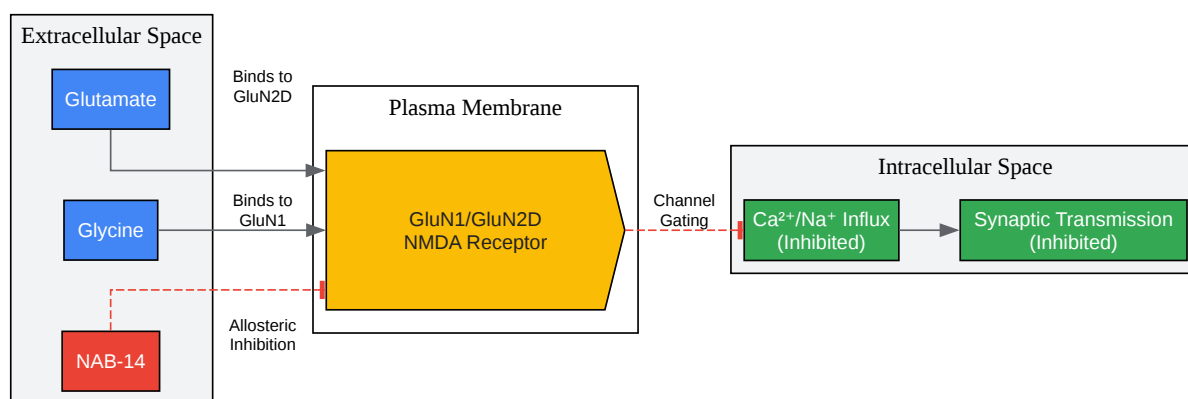 Extracellular Space
Glutamate
Binds to
GluN2D
Plasma Membrane
Intracellular Space
Glycine
Binds to
GluN1
GluN1/GluN2D
NMDA Receptor
Channel
Gating
Ca²⁺/Na⁺ Influx
(Inhibited)
Synaptic Transmission
(Inhibited)
NAB-14
Allosteric
Inhibition